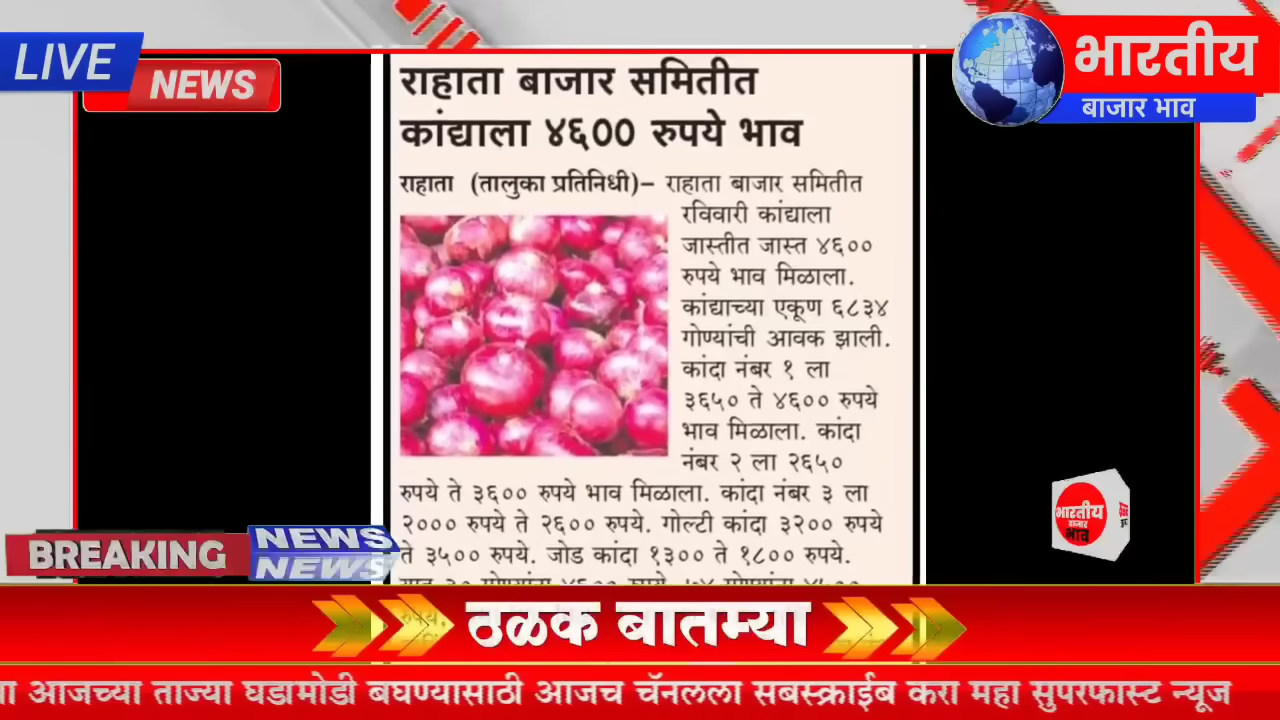 LIVE
NEWS
भारतीय
बाजार भाव
राहाता बाजार समितीत
कांद्याला ४६०० रुपये भाव
राहाता (तालुका प्रतिनिधी)– राहाता बाजार समितीत
रविवारी कांद्याला
जास्तीत जास्त ४६००
रुपये भाव मिळाला.
कांद्याच्या एकूण ६८३४
गोण्यांची आवक झाली.
कांदा नंबर १ ला
३६५० ते ४६०० रुपये
भाव मिळाला. कांदा
नंबर २ ला २६५०
रुपये ते ३६०० रुपये भाव मिळाला. कांदा नंबर ३ ला
२००० रुपये ते २६०० रुपये. गोल्टी कांदा ३२०० रुपये
ते ३५०० रुपये. जोड कांदा १३०० ते १८०० रुपये.
भारतीय
बाजार
भाव
BREAKING
NEWS
NEWS
ठळक बातम्या
आजच्या ताज्या घडामोडी बघण्यासाठी आजच चॅनलला सबस्क्राईब करा महा सुपरफास्ट न्यूज